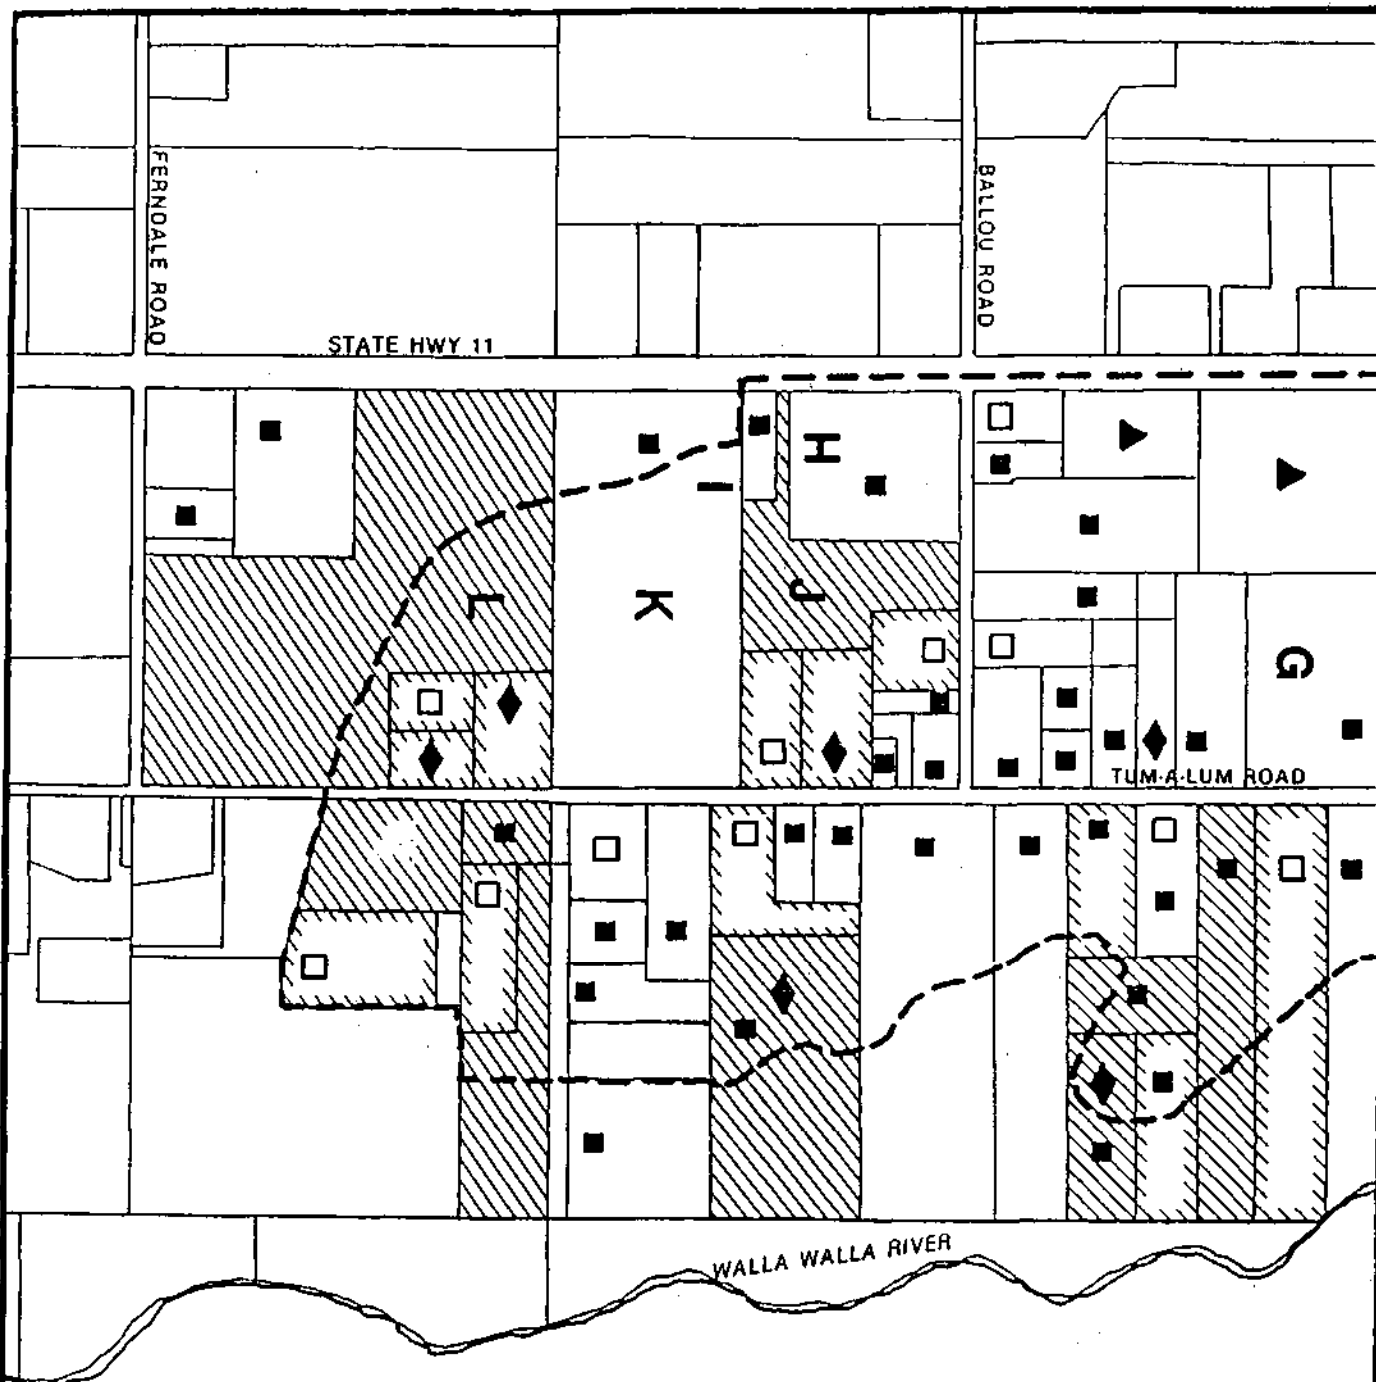 FERNDALE ROAD
BALLOU ROAD
STATE HWY 11
H
I
J
K
L
G
TUM-A-LUM ROAD
WALLA WALLA RIVER